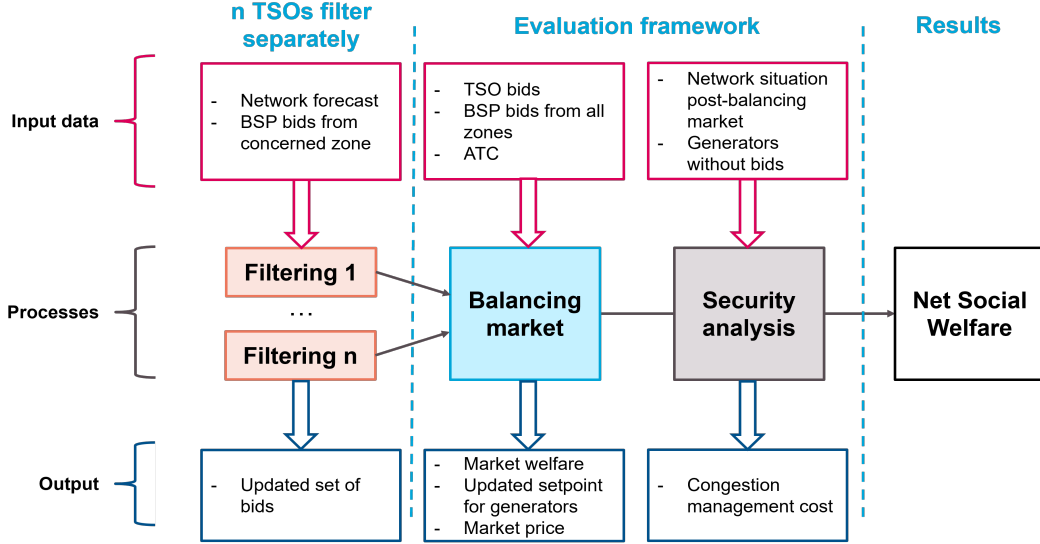 n TSOs filter
separately
Evaluation framework
Results
Input data
- Network forecast
- BSP bids from
concerned zone
- TSO bids
- BSP bids from all
zones
- ATC
- Network situation
post-balancing
market
- Generators
without bids
Processes
Filtering 1
...
Filtering n
Balancing
market
Security
analysis
Net Social
Welfare
Output
- Updated set of
bids
- Market welfare
- Updated setpoint
for generators
- Market price
- Congestion
management cost